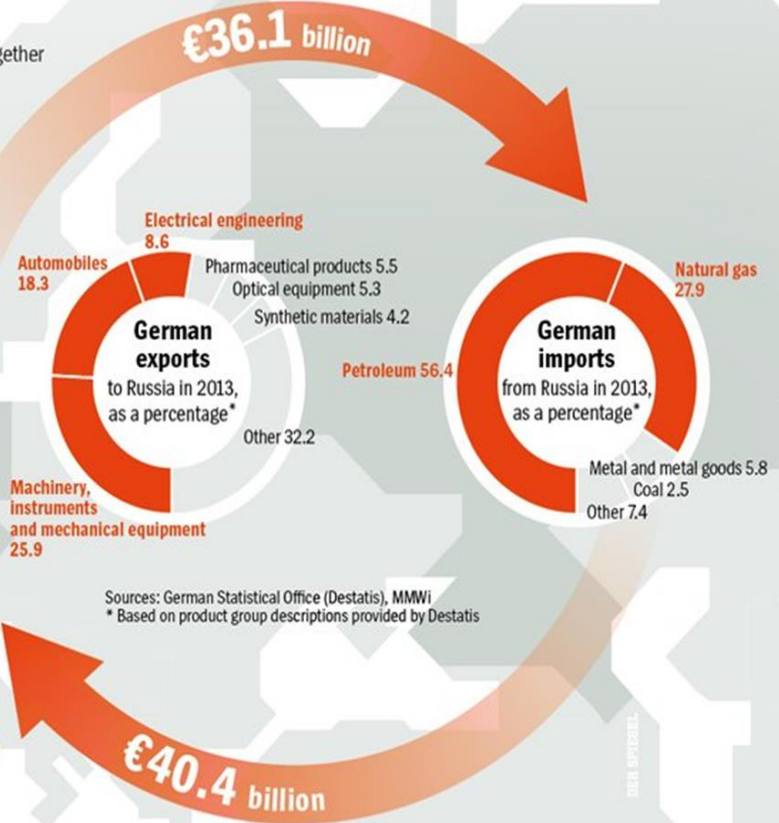 gether
€36.1 billion
Electrical engineering
8.6
Automobiles
18.3
Pharmaceutical products 5.5
Optical equipment 5.3
Synthetic materials 4.2
German
exports
to Russia in 2013,
as a percentage*
Other 32.2
Machinery,
instruments
and mechanical equipment
25.9
Natural gas
27.9
Petroleum 56.4
German
imports
from Russia in 2013,
as a percentage*
Metal and metal goods 5.8
Coal 2.5
Other 7.4
Sources: German Statistical Office (Destatis), MMWi
* Based on product group descriptions provided by Destatis
€40.4 billion
DER SPIEGEL